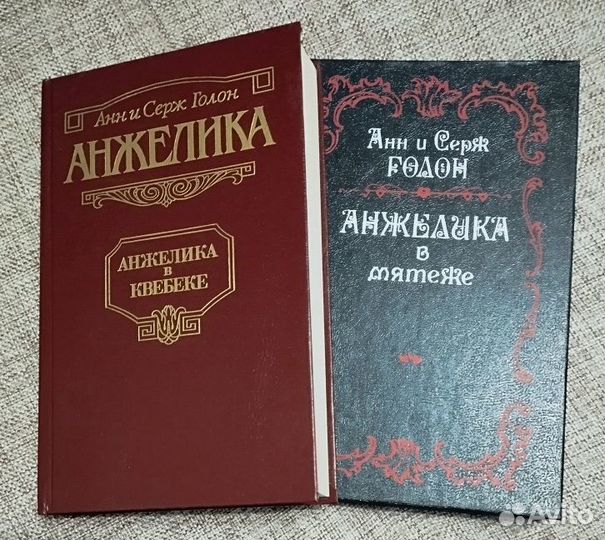 Анн и Серж Голон
АНЖЕЛИКА
АНЖЕЛИКА
В
КВЕБЕКЕ
Анн и Серж
ГОЛОН
АНЖЕЛИКА
в
мятеже
Avito